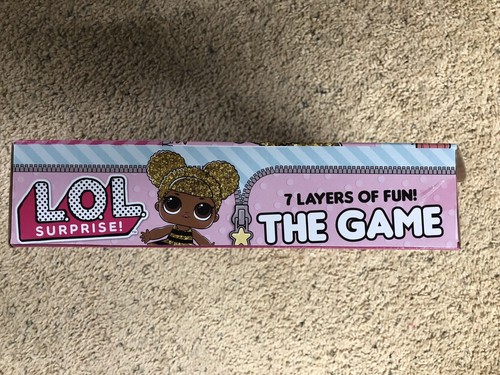 L.O.L.
SURPRISE!
7 LAYERS OF FUN!
THE GAME